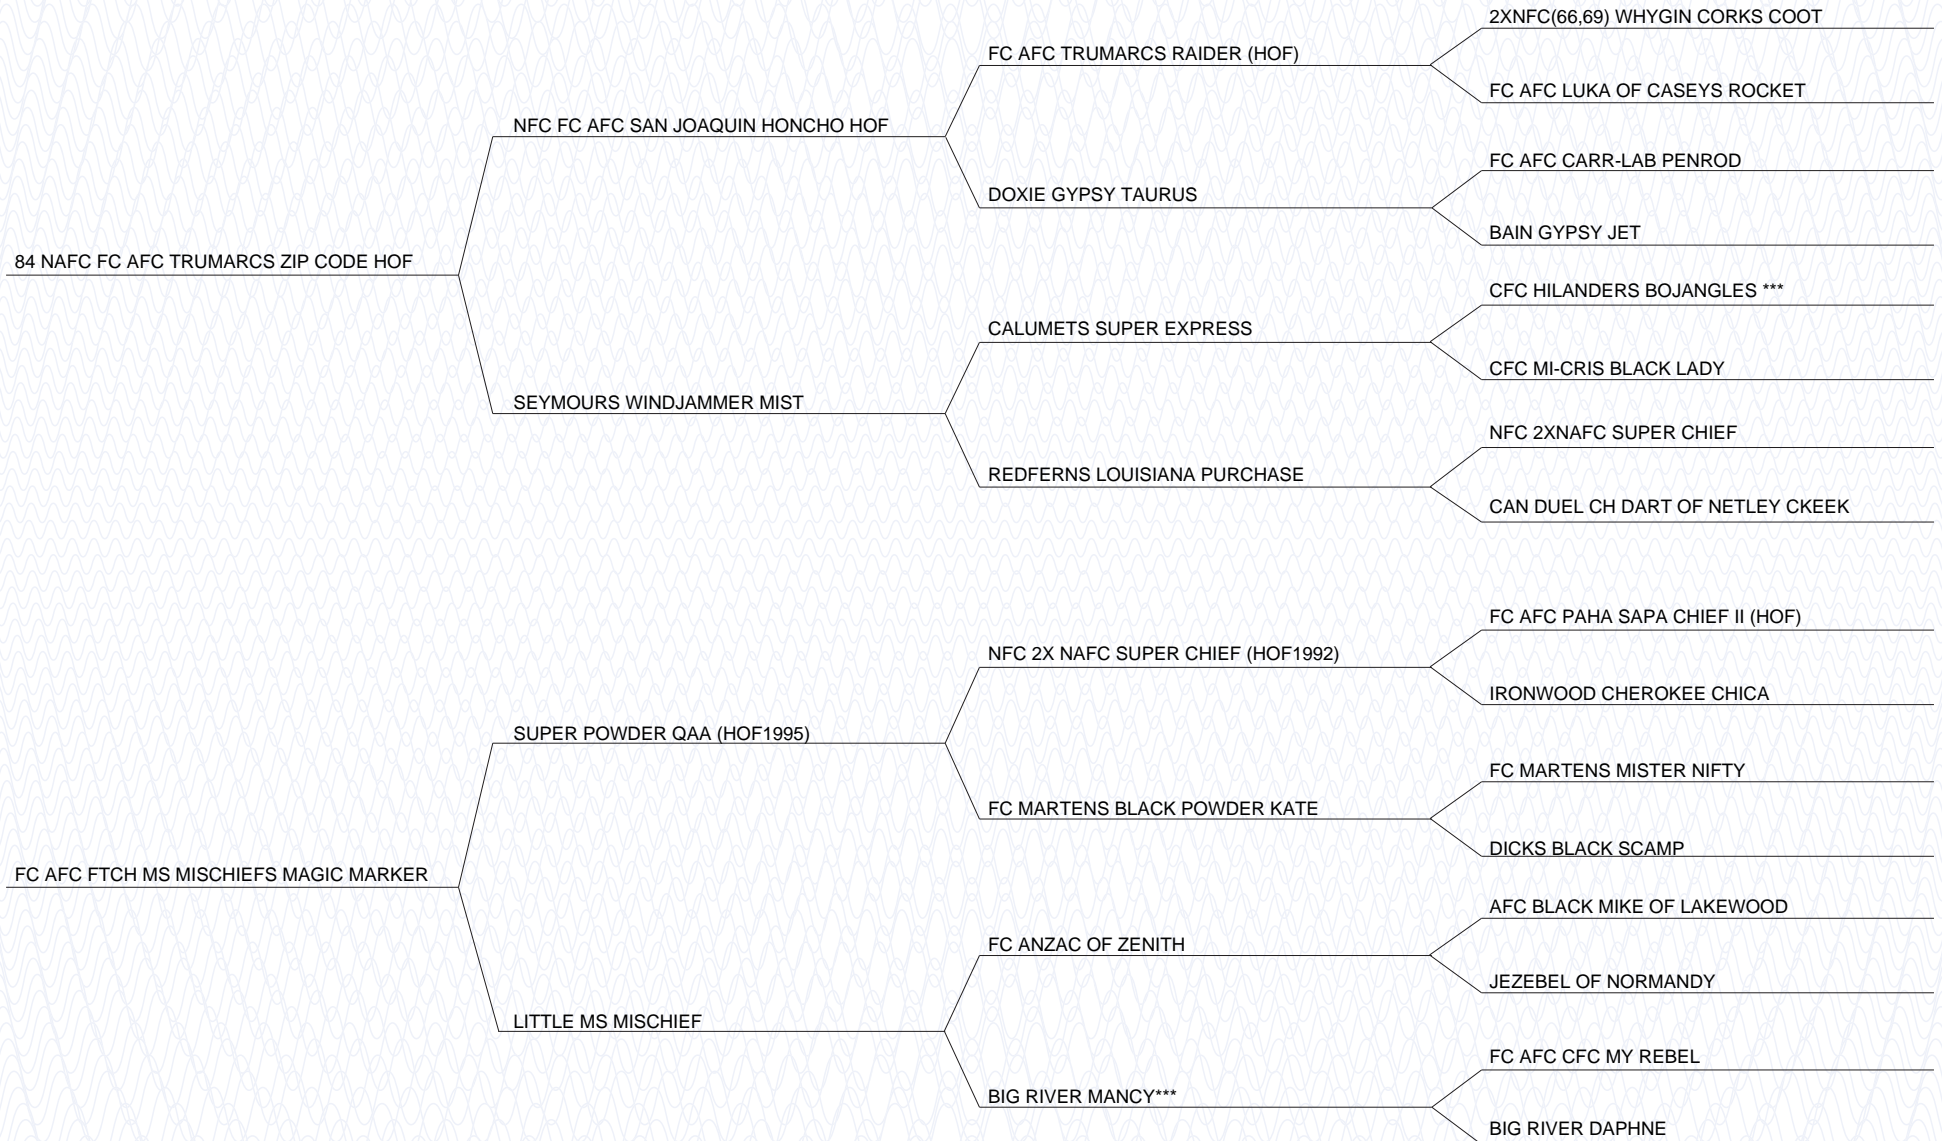 2XNFC(66,69) WHYGIN CORKS COOT
FC AFC TRUMARCS RAIDER (HOF)
FC AFC LUKA OF CASEYS ROCKET
NFC FC AFC SAN JOAQUIN HONCHO HOF
FC AFC CARR-LAB PENROD
DOXIE GYPSY TAURUS
BAIN GYPSY JET
84 NAFC FC AFC TRUMARCS ZIP CODE HOF
CFC HILANDERS BOJANGLES ***
CALUMETS SUPER EXPRESS
CFC MI-CRIS BLACK LADY
SEYMOURS WINDJAMMER MIST
NFC 2XNAFC SUPER CHIEF
REDFERNS LOUISIANA PURCHASE
CAN DUEL CH DART OF NETLEY CKEEK
FC AFC PAHA SAPA CHIEF II (HOF)
NFC 2X NAFC SUPER CHIEF (HOF1992)
IRONWOOD CHEROKEE CHICA
SUPER POWDER QAA (HOF1995)
FC MARTENS MISTER NIFTY
FC MARTENS BLACK POWDER KATE
DICKS BLACK SCAMP
FC AFC FTCH MS MISCHIEFS MAGIC MARKER
AFC BLACK MIKE OF LAKEWOOD
FC ANZAC OF ZENITH
JEZEBEL OF NORMANDY
LITTLE MS MISCHIEF
FC AFC CFC MY REBEL
BIG RIVER MANCY***
BIG RIVER DAPHNE